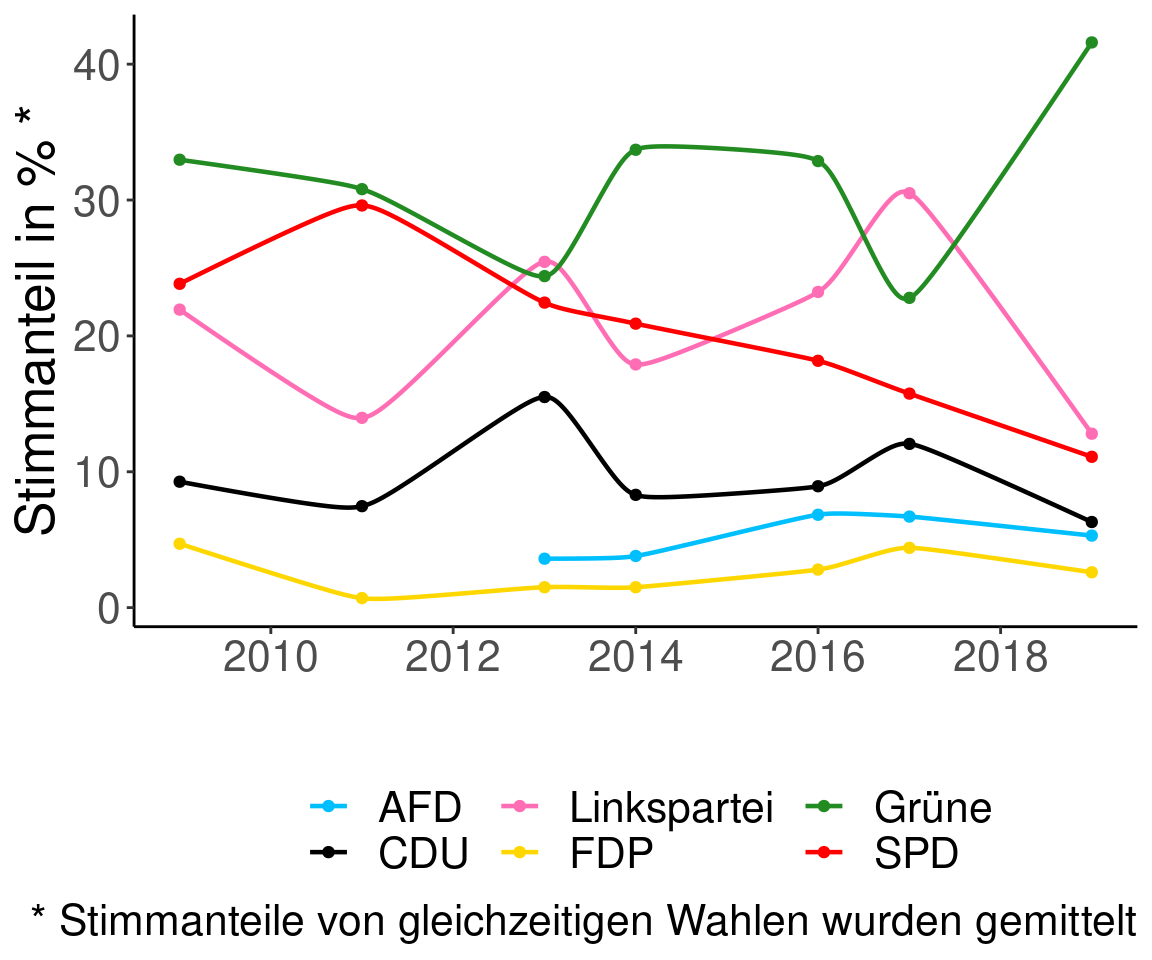 Stimmanteil in % *
40
30
20
10
0
2010 2012 2014 2016 2018
AFD Linkspartei Grüne
CDU FDP SPD
* Stimmanteile von gleichzeitigen Wahlen wurden gemittelt